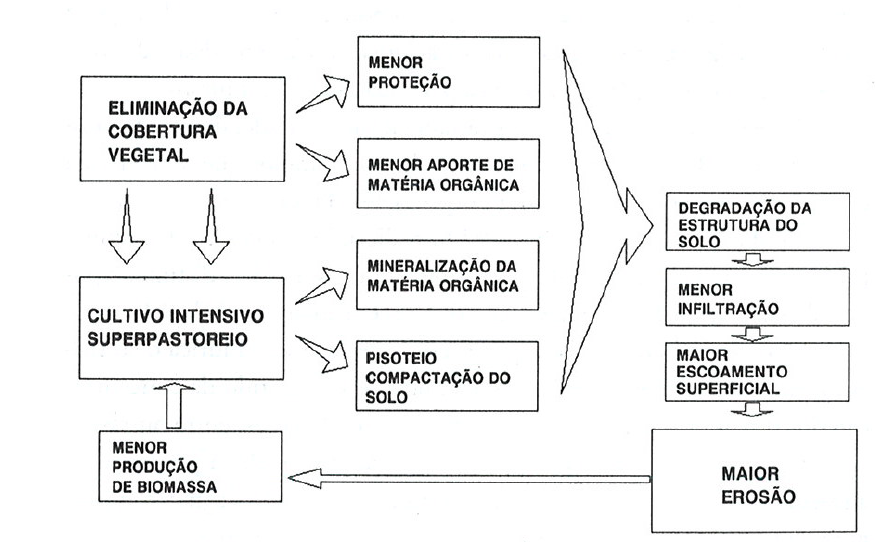 ELIMINAÇÃO DA
COBERTURA
VEGETAL
MENOR
PROTEÇÃO
MENOR APORTE DE
MATÉRIA ORGÂNICA
CULTIVO INTENSIVO
SUPERPASTOREIO
MINERALIZAÇÃO DA
MATÉRIA ORGÂNICA
PISOTEIO
COMPACTAÇÃO DO
SOLO
DEGRADAÇÃO DA
ESTRUTURA DO
SOLO
MENOR
INFILTRAÇÃO
MAIOR
ESCOAMENTO
SUPERFICIAL
MAIOR
EROSÃO
MENOR
PRODUÇÃO
DE BIOMASSA